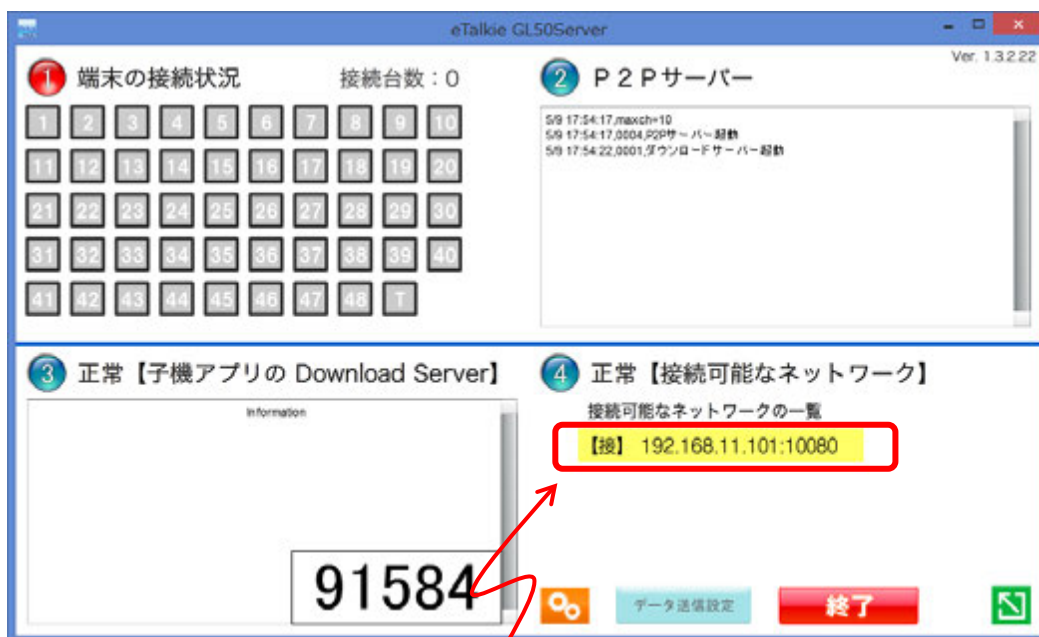 eTalkie GL50Server
Ver. 1.3.2.22
1 端末の接続状況 接続台数：0
1 2 3 4 5 6 7 8 9 10
11 12 13 14 15 16 17 18 19 20
21 22 23 24 25 26 27 28 29 30
31 32 33 34 35 36 37 38 39 40
41 42 43 44 45 46 47 48 T
2 P2Pサーバー
5/9 17:54:17,maxch=10
5/9 17:54:17,0004,P2Pサーバー起動
5/9 17:54:22,0001,ダウンロードサーバー起動
3 正常【子機アプリの Download Server】
Information
91584
4 正常【接続可能なネットワーク】
接続可能なネットワークの一覧
【接】 192.168.11.101:10080
データ送信設定
終了